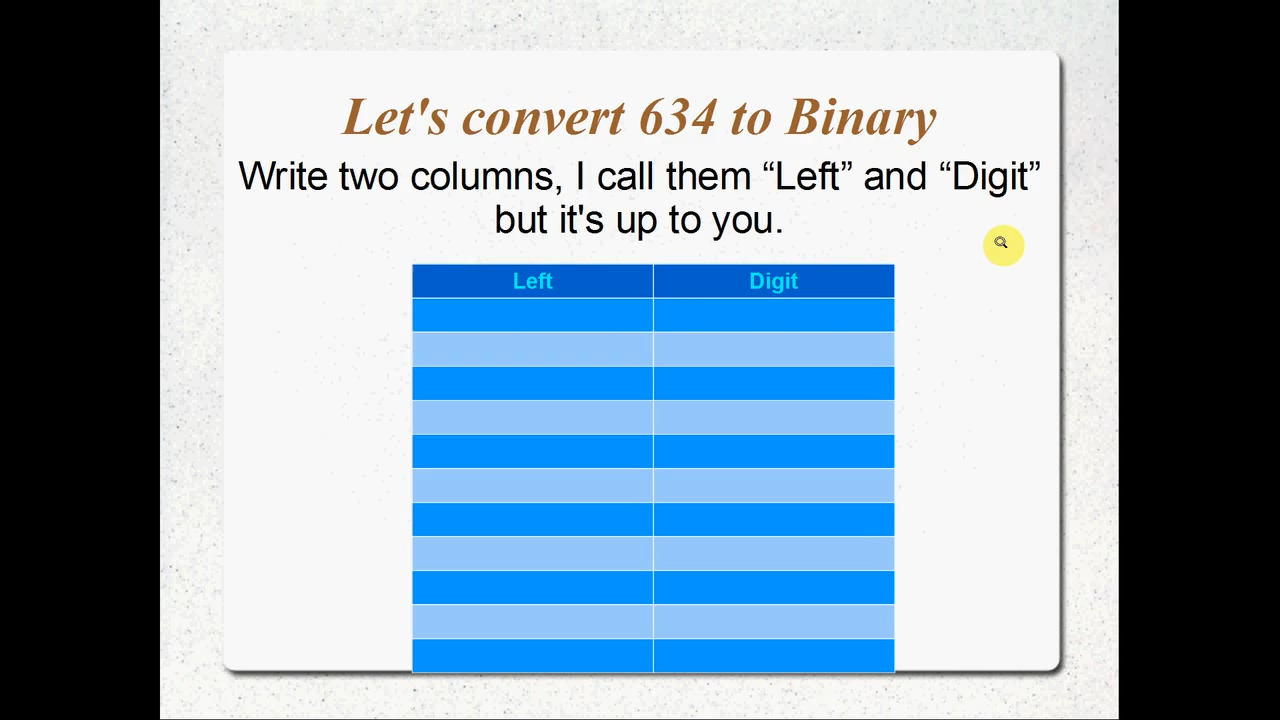 Let's convert 634 to Binary
Write two columns, I call them “Left” and “Digit”
but it's up to you.
Left Digit